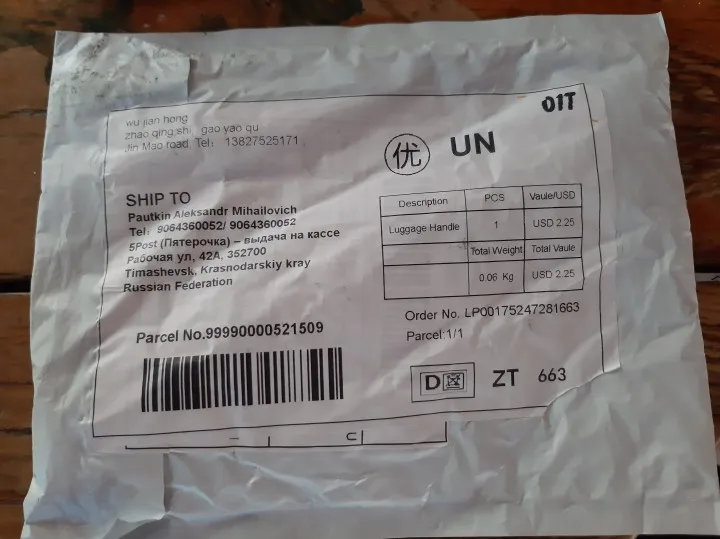 01T
wu jian hong
zhao qing shi, gao yao qu
Jin Mao road, Tel: 13827525171
优 UN
SHIP TO
Pautkin Aleksandr Mihailovich
Tel: 9064360052/ 9064360052
5Post (Пятерочка) – выдача на кассе
Рабочая ул, 42А, 352700
Timashevsk, Krasnodarskiy kray
Russian Federation
Description PCS Vaule/USD
Luggage Handle 1 USD 2.25
Total Weight Total Vaule
0.06 Kg USD 2.25
Order No. LP00175247281663
Parcel:1/1
Parcel No.99990000521509
D ZT 663